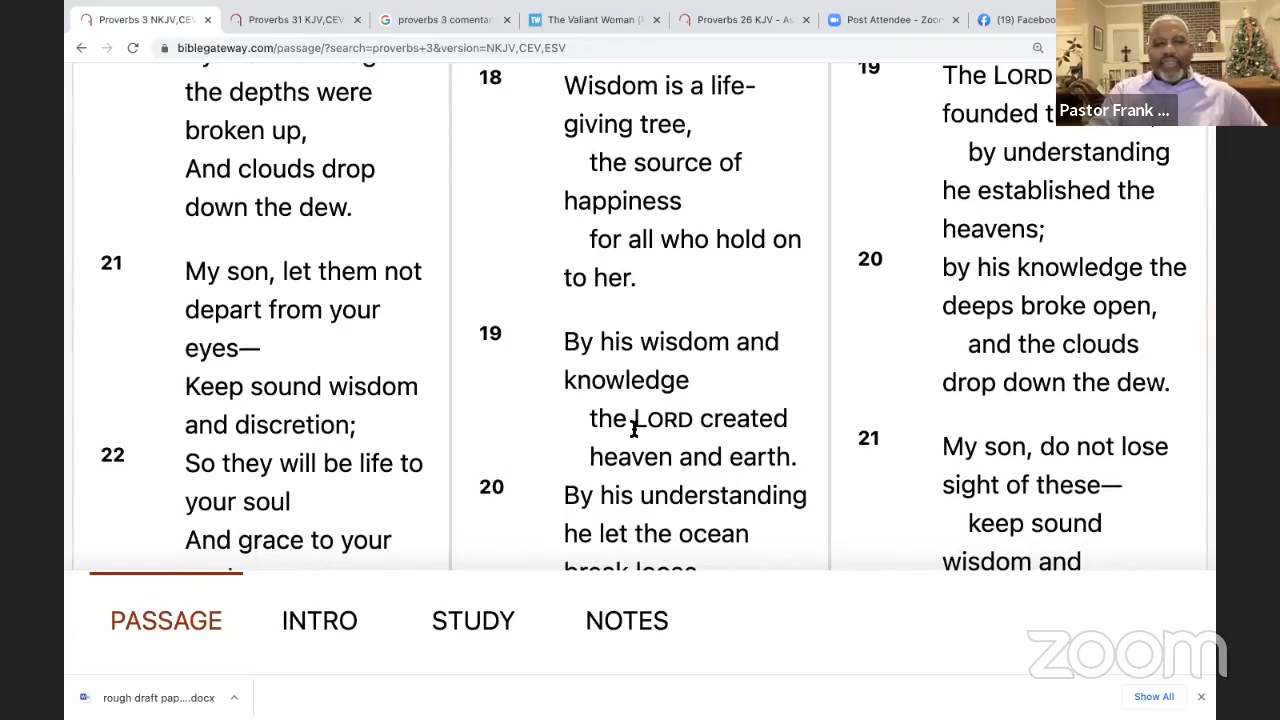 Proverbs 3 NKJV,CEV
Proverbs 31 KJV,CEV
proverbs 3 comentar
The Valiant Woman (
Proverbs 26 KJV - A
Post Attendee - Zoo
(19) Facebo
biblegateway.com/passage/?search=proverbs+3&version=NKJV,CEV,ESV
Pastor Frank ...
the depths were
broken up,
And clouds drop
down the dew.
21
My son, let them not
depart from your
eyes—
Keep sound wisdom
and discretion;
22
So they will be life to
your soul
And grace to your
18
Wisdom is a life-
giving tree,
the source of
happiness
for all who hold on
to her.
19
By his wisdom and
knowledge
the LORD created
heaven and earth.
20
By his understanding
he let the ocean
break loose
19
The LORD
founded
by understanding
he established the
heavens;
20
by his knowledge the
deeps broke open,
and the clouds
drop down the dew.
21
My son, do not lose
sight of these—
keep sound
wisdom and
PASSAGE
INTRO
STUDY
NOTES
zoom
rough draft pap....docx
Show All